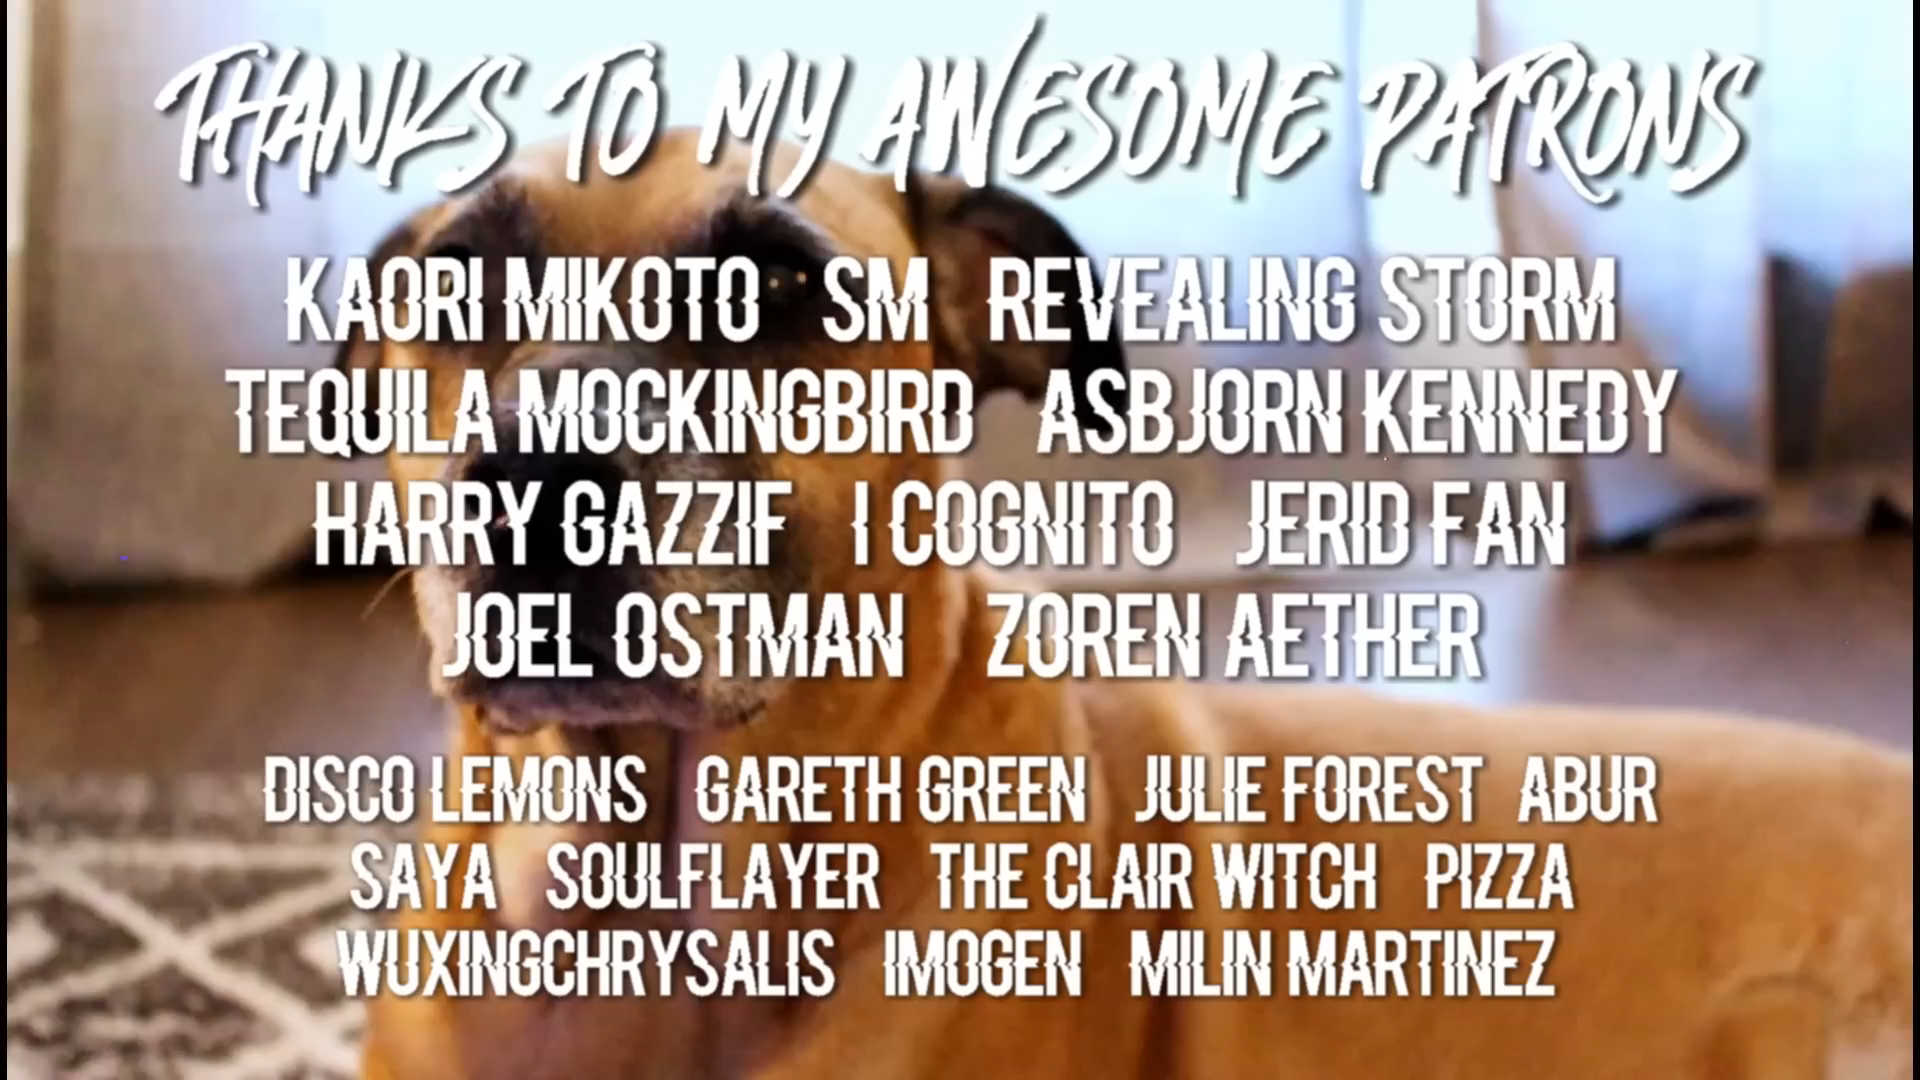 THANKS TO MY AWESOME PATRONS
KAORI MIKOTO SM REVEALING STORM
TEQUILA MOCKINGBIRD ASBJORN KENNEDY
HARRY GAZZIF I COGNITO JERID FAN
JOEL OSTMAN ZOREN AETHER
DISCO LEMONS GARETH GREEN JULIE FOREST ABUR
SAYA SOULFLAYER THE CLAIR WITCH PIZZA
WUXINGCHRYSALIS IMOGEN MILIN MARTINEZ